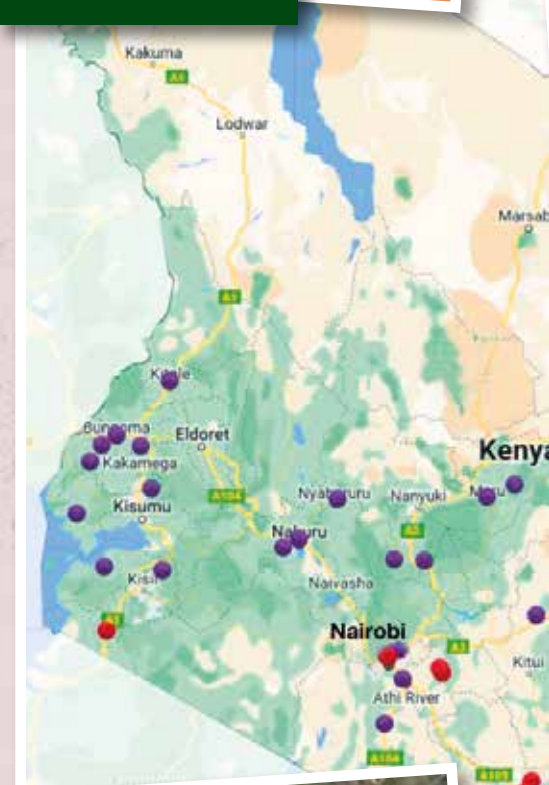 Kakuma
A1
Lodwar
Marsab
A1
Kitale
Bungoma
Eldoret
Kakamega
Kenya
A104
Nyahururu
Nanyuki
Meru
Kisumu
A2
Nakuru
Kisii
Naivasha
Nairobi
A3
Kitui
Athi River
A104
A109